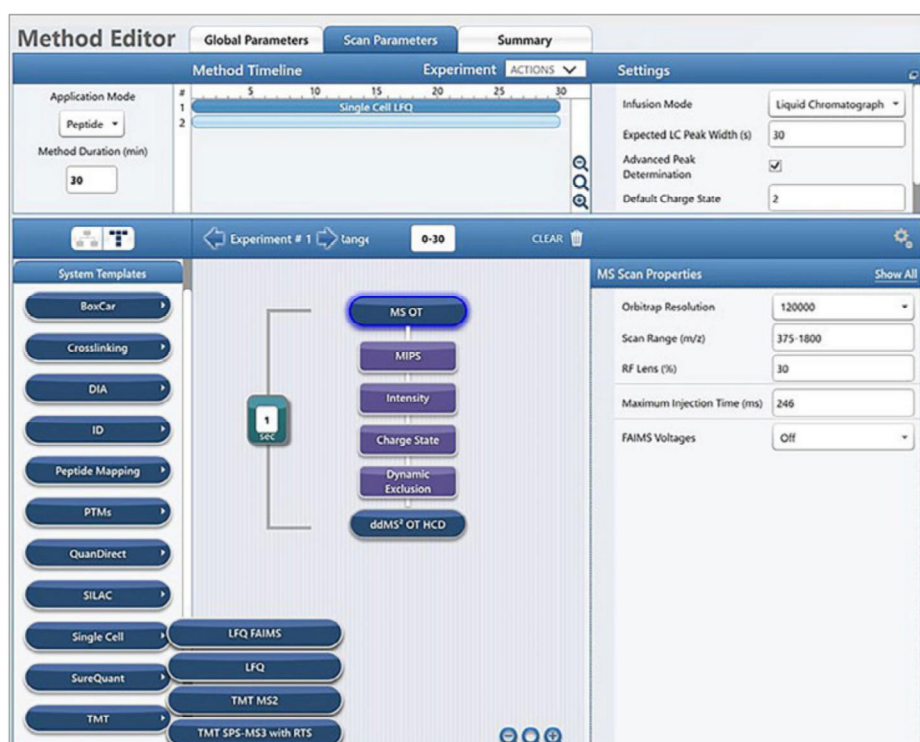 Method Editor
Global Parameters
Scan Parameters
Summary
Method Timeline
Experiment
ACTIONS
Settings
Application Mode
Peptide
Method Duration (min)
30
#
5
10
15
20
25
30
1
Single Cell LFQ
2
Infusion Mode
Liquid Chromatograph
Expected LC Peak Width (s)
30
Advanced Peak
Determination
Default Charge State
2
T
Experiment # 1
tange
0-30
CLEAR
System Templates
BoxCar
Crosslinking
DIA
ID
Peptide Mapping
PTMs
QuanDirect
SILAC
Single Cell
SureQuant
TMT
LFQ FAIMS
LFQ
TMT MS2
TMT SPS-MS3 with RTS
1
sec
MS OT
MIPS
Intensity
Charge State
Dynamic
Exclusion
ddMS² OT HCD
MS Scan Properties
Show All
Orbitrap Resolution
120000
Scan Range (m/z)
375-1800
RF Lens (%)
30
Maximum Injection Time (ms)
246
FAIMS Voltages
Off